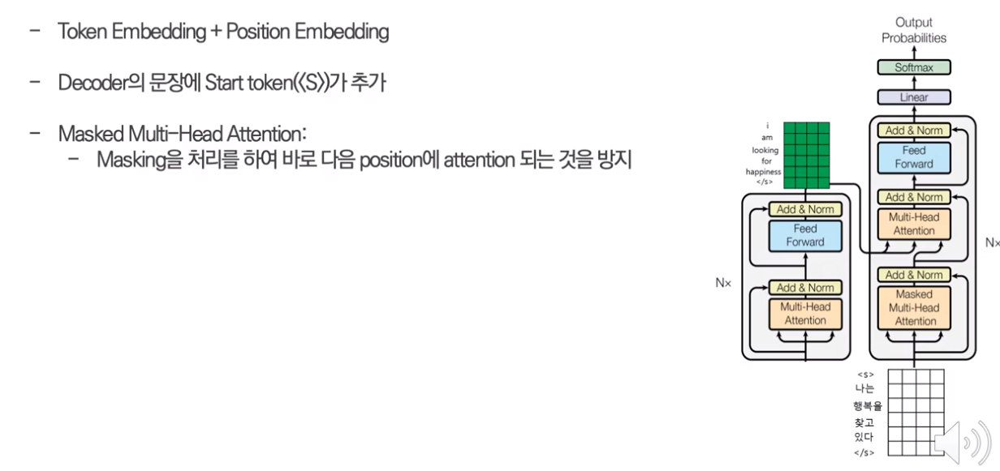 - Token Embedding + Position Embedding
- Decoder의 문장에 Start token(<S>)가 추가
- Masked Multi-Head Attention:
- Masking을 처리를 하여 바로 다음 position에 attention 되는 것을 방지
Output
Probabilities
Softmax
Linear
Add & Norm
Feed
Forward
Add & Norm
Multi-Head
Attention
Nx
Add & Norm
Masked
Multi-Head
Attention
i
am
looking
for
happiness
</s>
Add & Norm
Feed
Forward
Nx
Add & Norm
Multi-Head
Attention
<s>
나는
행복을
찾고
있다
</s>